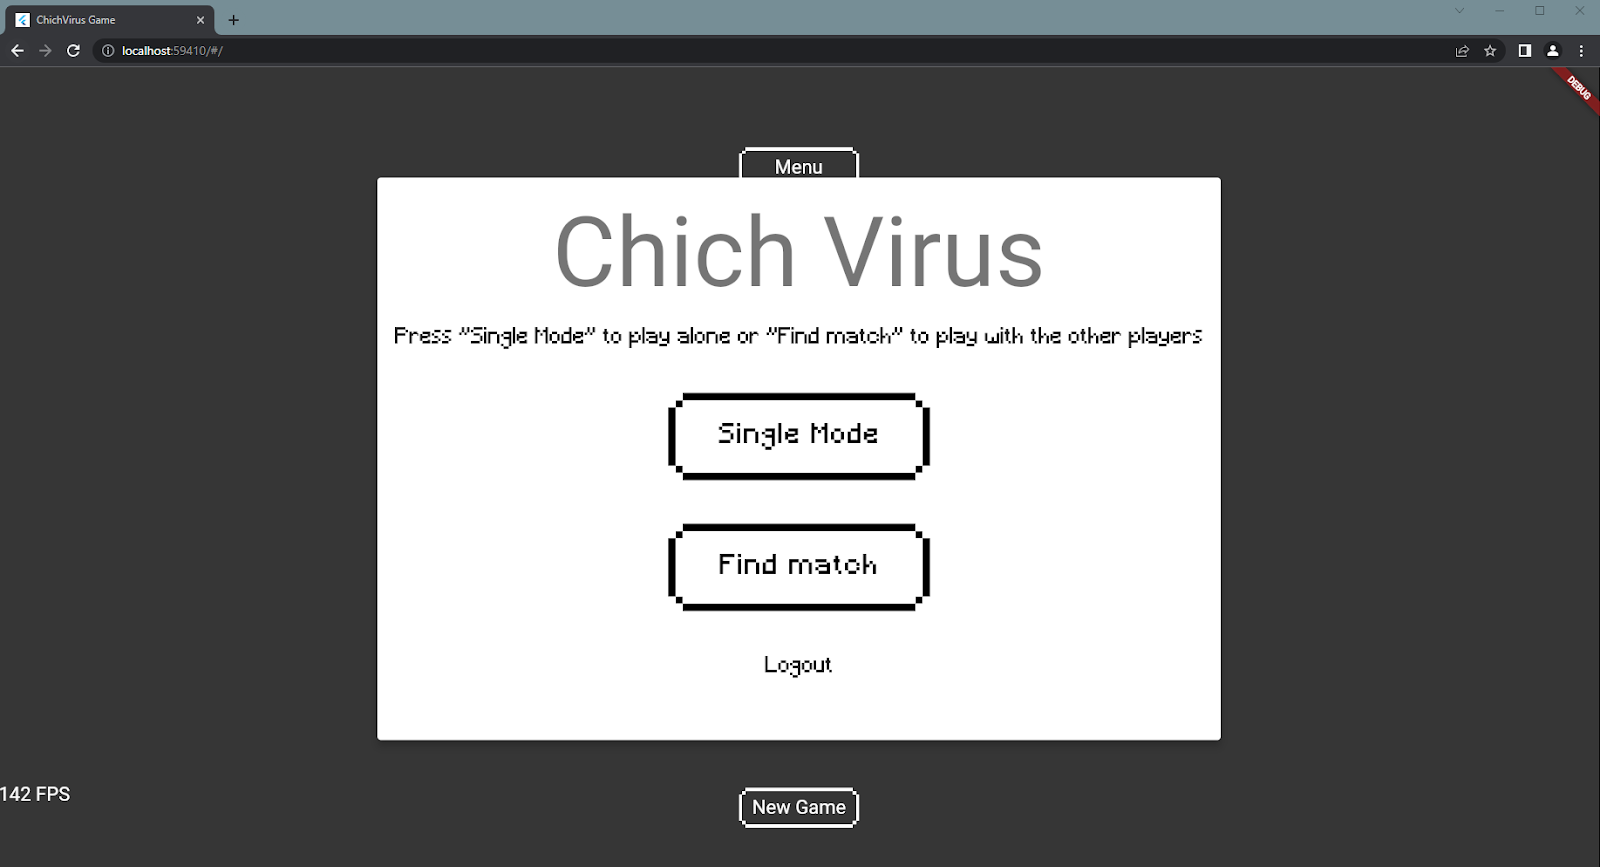 ChichVirus Game
localhost:59410/#/
DEBUG
Menu
Chich Virus
Press "Single Mode" to play alone or "Find match" to play with the other players
Single Mode
Find match
Logout
142 FPS
New Game